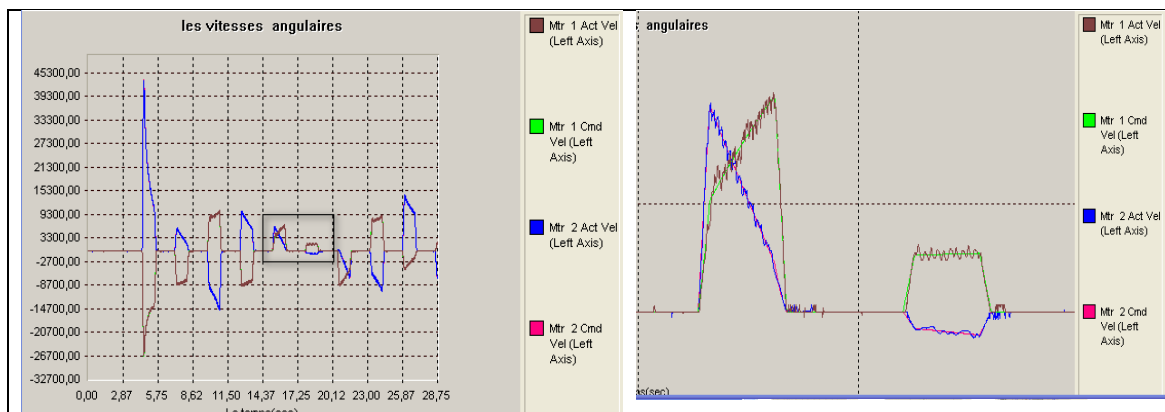 les vitesses angulaires
45300,00
39300,00
33300,00
27300,00
21300,00
15300,00
9300,00
3300,00
-2700,00
-8700,00
-14700,00
-20700,00
-26700,00
-32700,00
0,00 2,87 5,75 8,62 11,50 14,37 17,25 20,12 23,00 25,87 28,75
Mtr 1 Act Vel
(Left Axis)
Mtr 1 Cmd
Vel (Left
Axis)
Mtr 2 Act Vel
(Left Axis)
Mtr 2 Cmd
Vel (Left
Axis)
angulaires
(sec)
Mtr 1 Act Vel
(Left Axis)
Mtr 1 Cmd
Vel (Left
Axis)
Mtr 2 Act Vel
(Left Axis)
Mtr 2 Cmd
Vel (Left
Axis)